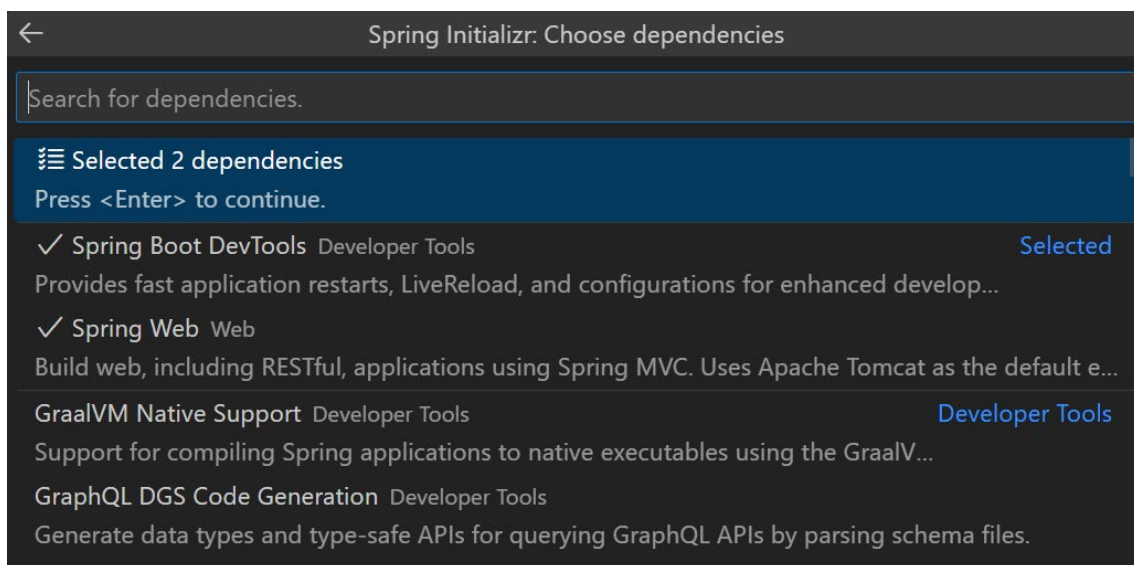 Spring Initializr: Choose dependencies
Search for dependencies.
Selected 2 dependencies
Press <Enter> to continue.
Spring Boot DevTools Developer Tools Selected
Provides fast application restarts, LiveReload, and configurations for enhanced develop...
Spring Web Web
Build web, including RESTful, applications using Spring MVC. Uses Apache Tomcat as the default e...
GraalVM Native Support Developer Tools Developer Tools
Support for compiling Spring applications to native executables using the GraalV...
GraphQL DGS Code Generation Developer Tools
Generate data types and type-safe APIs for querying GraphQL APIs by parsing schema files.